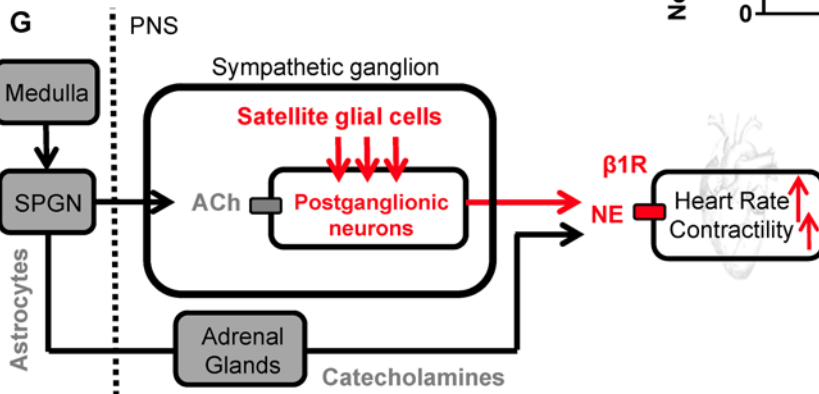 G
PNS
0
Sympathetic ganglion
Medulla
Satellite glial cells
SPGN
ACh
Postganglionic
neurons
β1R
NE
Heart Rate
Contractility
Astrocytes
Adrenal
Glands
Catecholamines